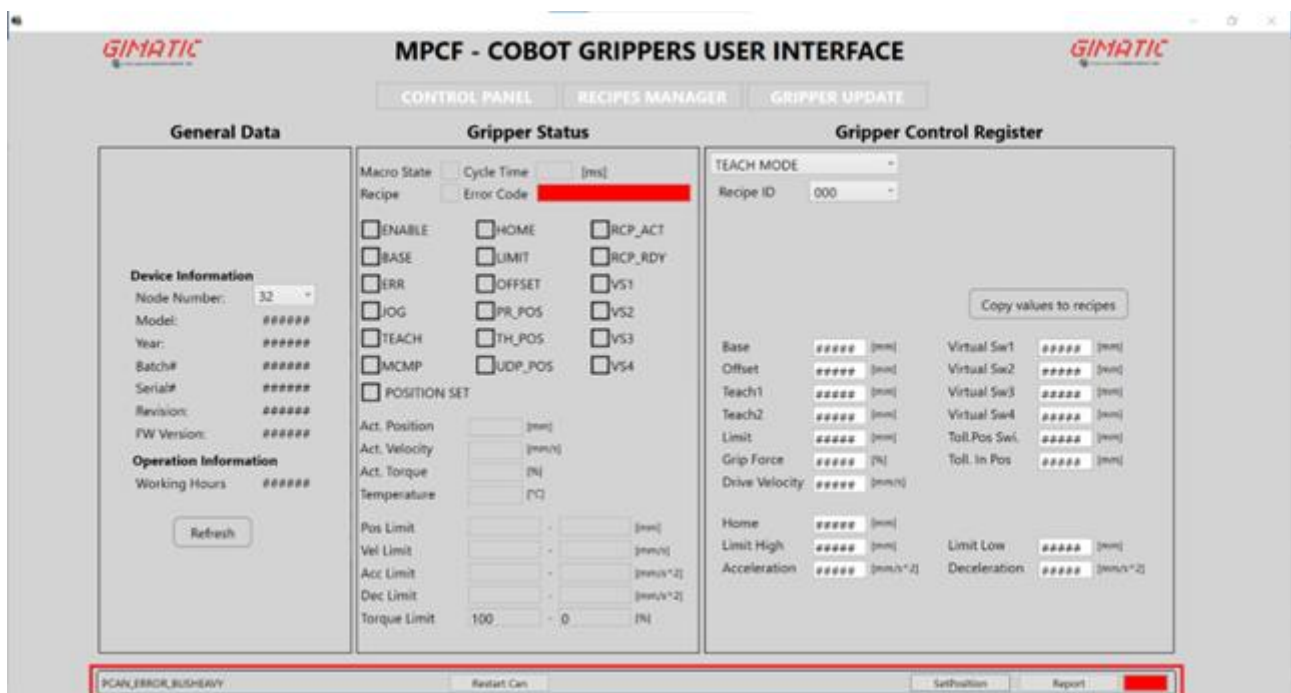 GIMATIC
MPCF - COBOT GRIPPERS USER INTERFACE
GIMATIC
CONTROL PANEL
RECIPES MANAGER
GRIPPER UPDATE
General Data
Device Information
Node Number: 32
Model: ######
Year: ######
Batch# ######
Serial# ######
Revision: ######
FW Version: ######
Operation Information
Working Hours ######
Refresh
Gripper Status
Macro State Cycle Time [ms]
Recipe Error Code
ENABLE HOME RCP_ACT
BASE LIMIT RCP_RDY
ERR OFFSET VS1
JOG PR_POS VS2
TEACH TH_POS VS3
MCMP UDP_POS VS4
POSITION SET
Act. Position [mm]
Act. Velocity [mm/s]
Act. Torque [%]
Temperature [°C]
Pos Limit - [mm]
Vel Limit - [mm/s]
Acc Limit - [mm/s^2]
Dec Limit - [mm/s^2]
Torque Limit 100 - 0 [%]
Gripper Control Register
TEACH MODE
Recipe ID 000
Copy values to recipes
Base ##### [mm] Virtual Sw1 ##### [mm]
Offset ##### [mm] Virtual Sw2 ##### [mm]
Teach1 ##### [mm] Virtual Sw3 ##### [mm]
Teach2 ##### [mm] Virtual Sw4 ##### [mm]
Limit ##### [mm] Toll.Pos Swi. ##### [mm]
Grip Force ##### [%] Toll. In Pos ##### [mm]
Drive Velocity ##### [mm/s]
Home ##### [mm]
Limit High ##### [mm] Limit Low ##### [mm]
Acceleration ##### [mm/s^2] Deceleration ##### [mm/s^2]
PCAN_ERROR_BUSHEAVY Restart Can SetPosition Report